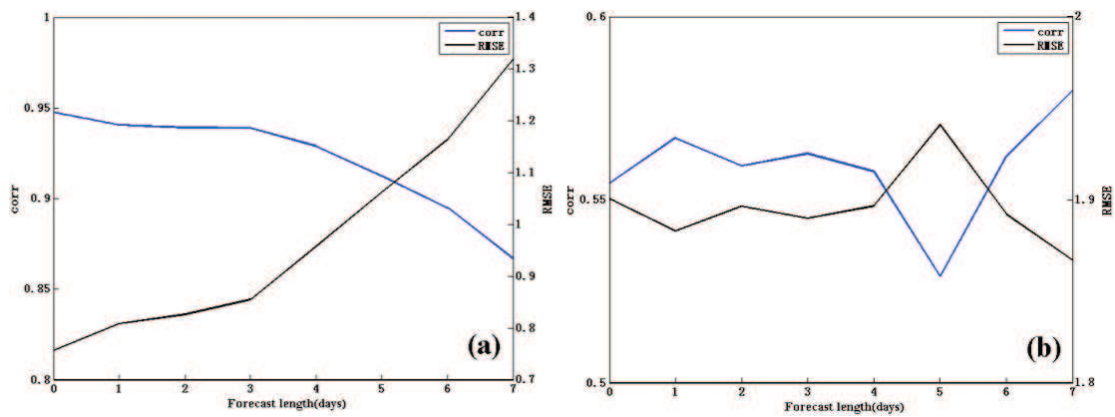 1
0.95
0.9
0.85
0.8
corr
1.4
1.3
1.2
1.1
1
0.9
0.8
0.7
RMSE
corr
RMSE
(a)
0 1 2 3 4 5 6 7
Forecast length(days)
0.6
0.55
0.5
corr
2
1.9
1.8
RMSE
corr
RMSE
(b)
0 1 2 3 4 5 6 7
Forecast length(days)